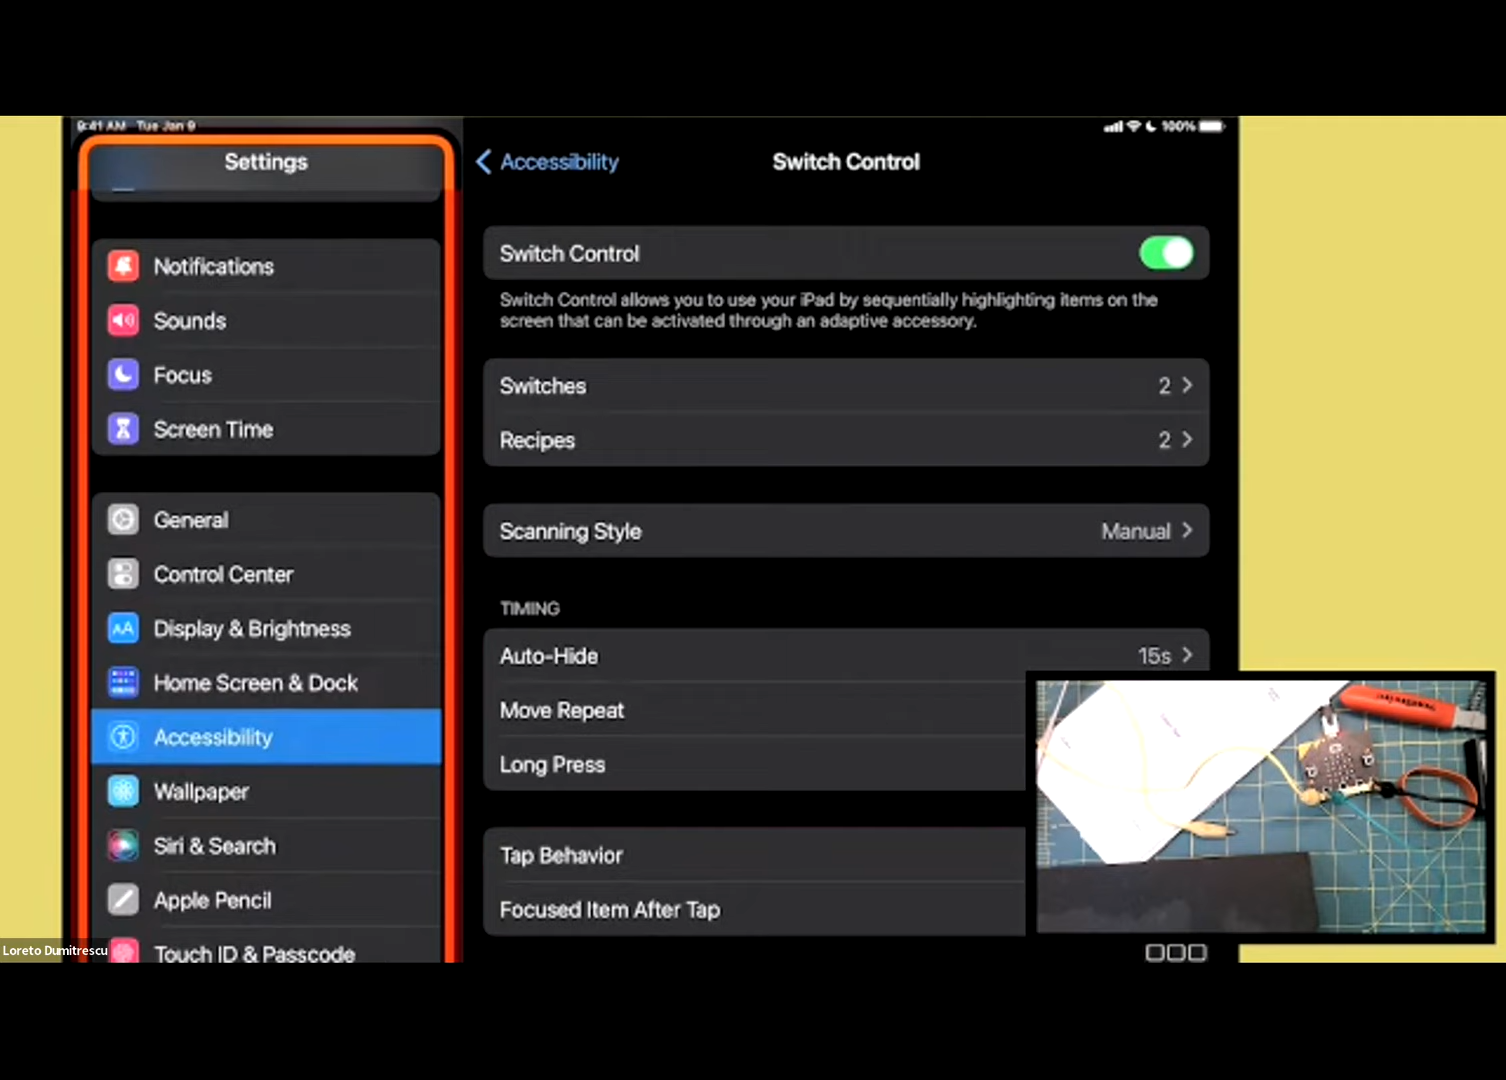 9:41 AM Tue Jan 9
100%
Settings
Notifications
Sounds
Focus
Screen Time
General
Control Center
Display & Brightness
Home Screen & Dock
Accessibility
Wallpaper
Siri & Search
Apple Pencil
Touch ID & Passcode
Accessibility
Switch Control
Switch Control
Switch Control allows you to use your iPad by sequentially highlighting items on the
screen that can be activated through an adaptive accessory.
Switches 2
Recipes 2
Scanning Style Manual
TIMING
Auto-Hide 15s
Move Repeat
Long Press
Tap Behavior
Focused Item After Tap
Loreto Dumitrescu